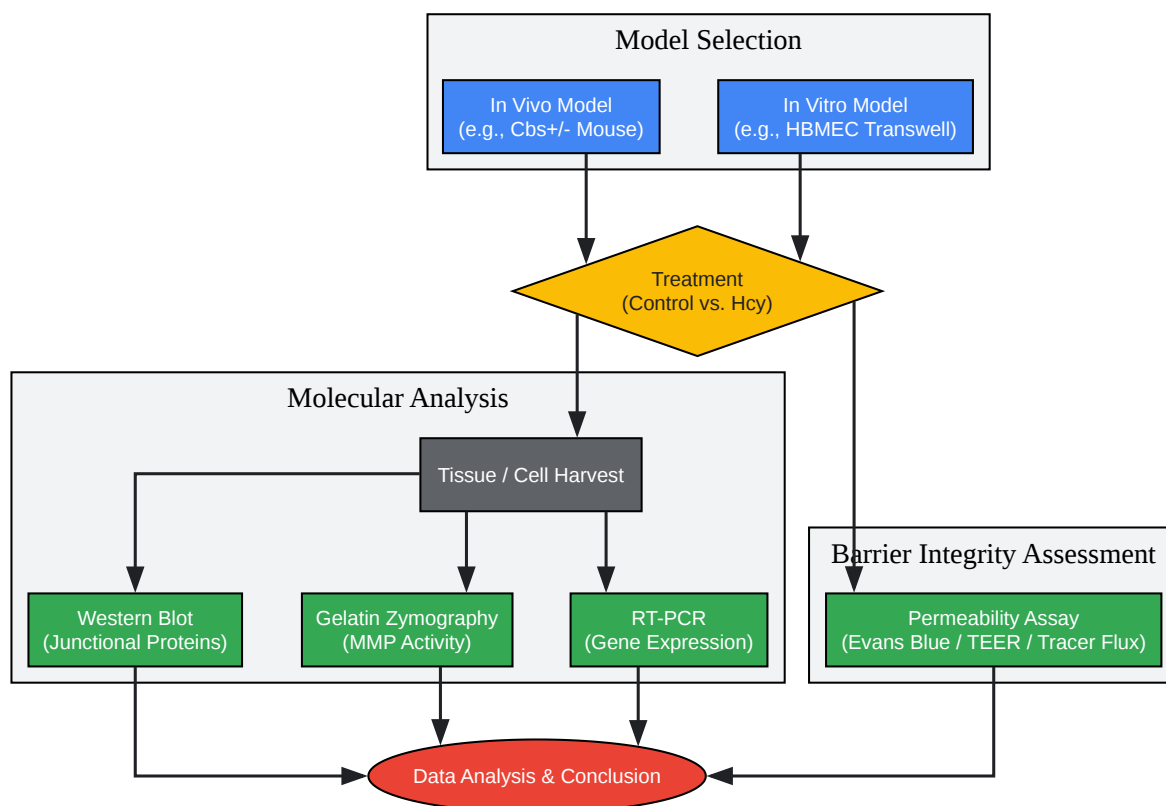 Model Selection
In Vivo Model
(e.g., Cbs+/- Mouse)
In Vitro Model
(e.g., HBMEC Transwell)
Treatment
(Control vs. Hcy)
Molecular Analysis
Tissue / Cell Harvest
Barrier Integrity Assessment
Western Blot
(Junctional Proteins)
Gelatin Zymography
(MMP Activity)
RT-PCR
(Gene Expression)
Permeability Assay
(Evans Blue / TEER / Tracer Flux)
Data Analysis & Conclusion